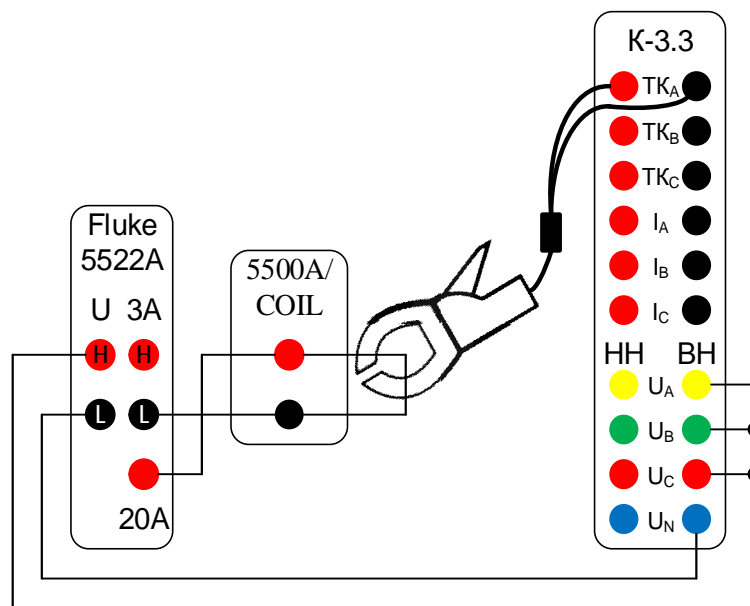 К-3.3
ТКA
ТКB
ТКC
IA
IB
IC
НН ВН
UA
UB
UC
UN
Fluke
5522A
U 3A
H H
L L
20A
5500A/
COIL